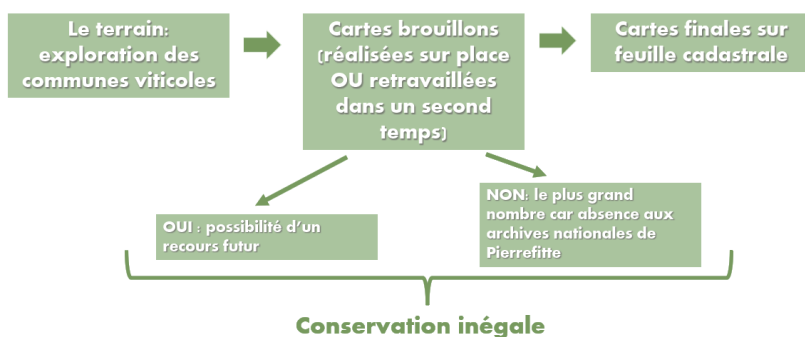 Le terrain:
exploration des
communes viticoles
Cartes brouillons
(réalisées sur place
OU retravaillées
dans un second
temps)
Cartes finales sur
feuille cadastrale
OUI : possibilité d'un
recours futur
NON: le plus grand
nombre car absence aux
archives nationales de
Pierrefitte
Conservation inégale